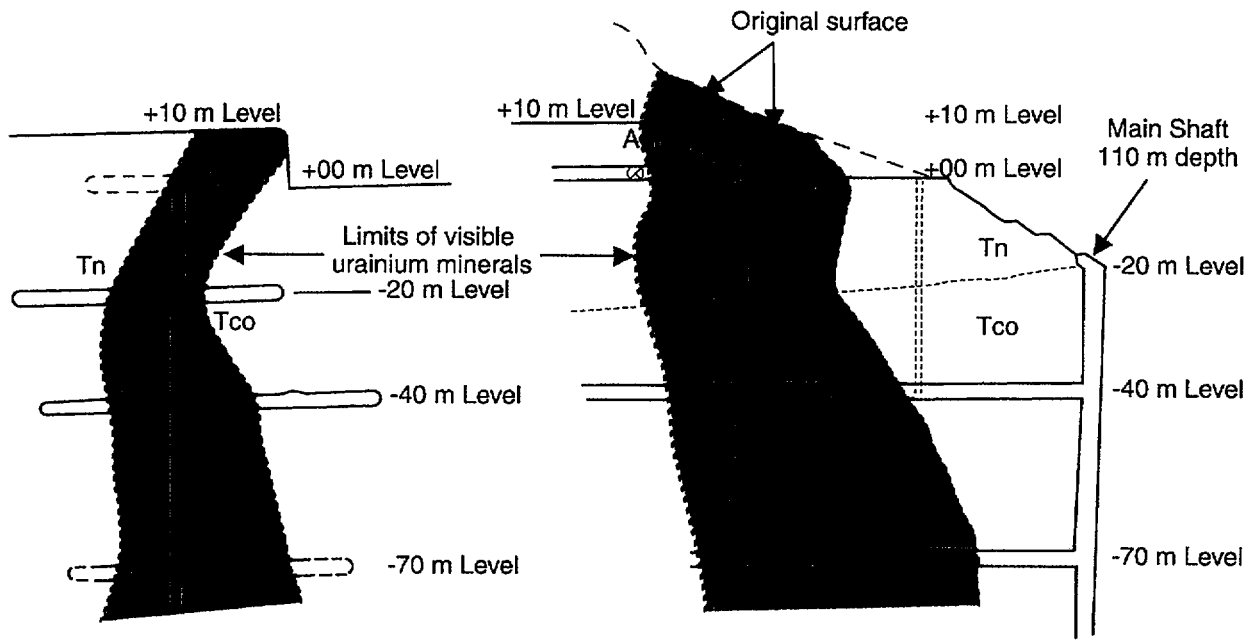 Original surface
+10 m Level
+00 m Level
+10 m Level
A
+10 m Level
+00 m Level
Main Shaft
110 m depth
Limits of visible
urainium minerals
Tn
-20 m Level
Tco
Tn
-20 m Level
Tco
-40 m Level
-40 m Level
-70 m Level
-70 m Level